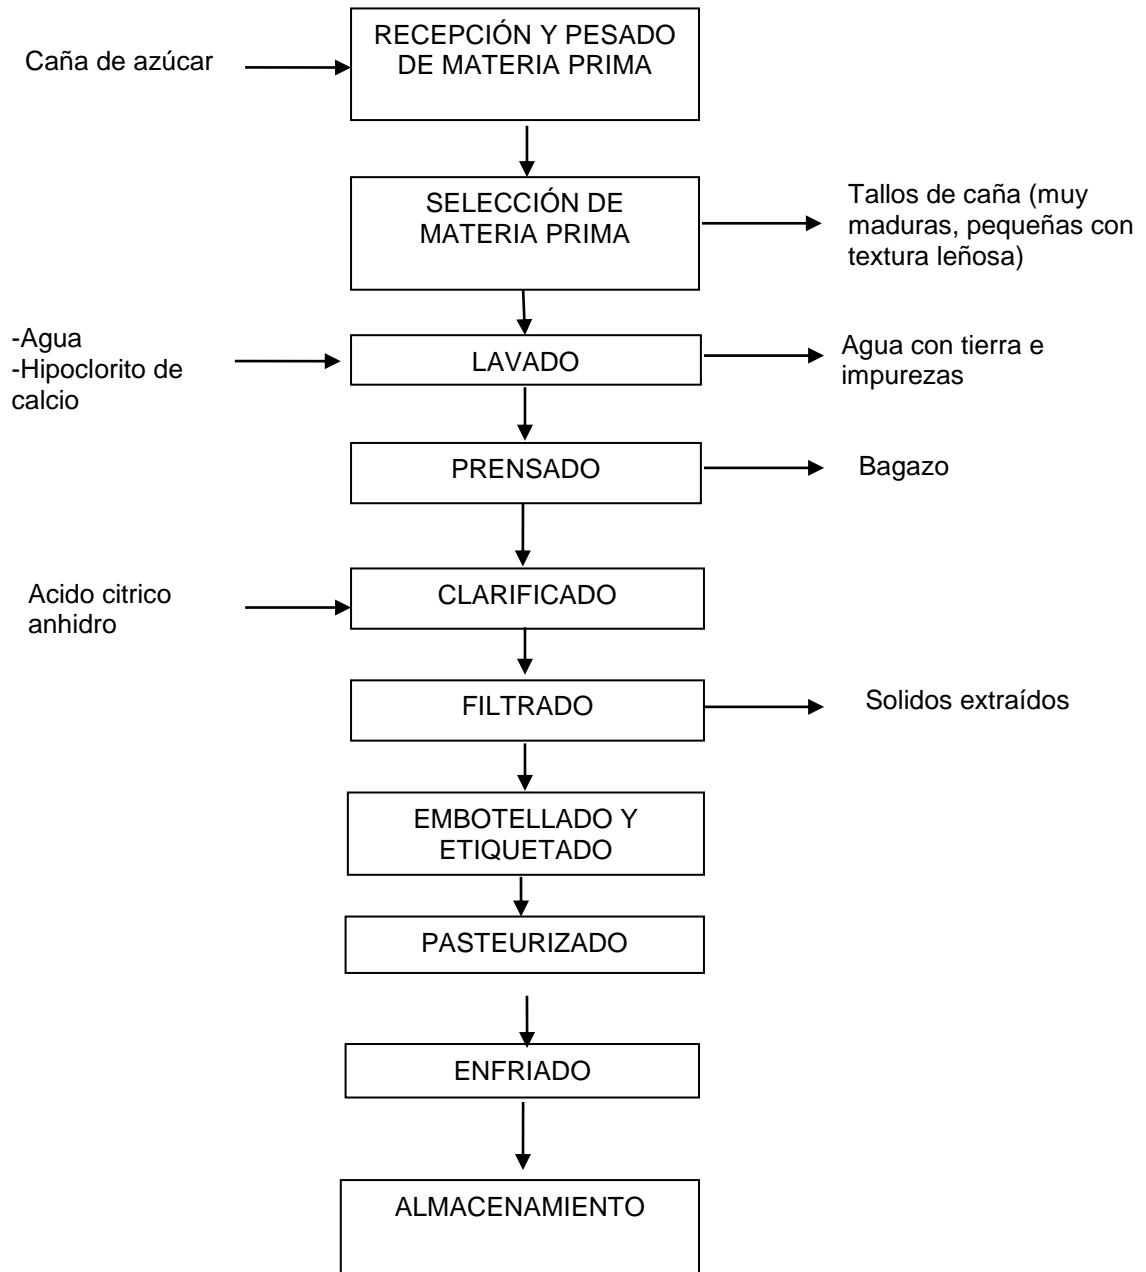 Caña de azúcar
RECEPCIÓN Y PESADO
DE MATERIA PRIMA
SELECCIÓN DE
MATERIA PRIMA
Tallos de caña (muy
maduras, pequeñas con
textura leñosa)
-Agua
-Hipoclorito de
calcio
LAVADO
Agua con tierra e
impurezas
PRENSADO
Bagazo
Acido citrico
anhidro
CLARIFICADO
FILTRADO
Solidos extraídos
EMBOTELLADO Y
ETIQUETADO
PASTEURIZADO
ENFRIADO
ALMACENAMIENTO